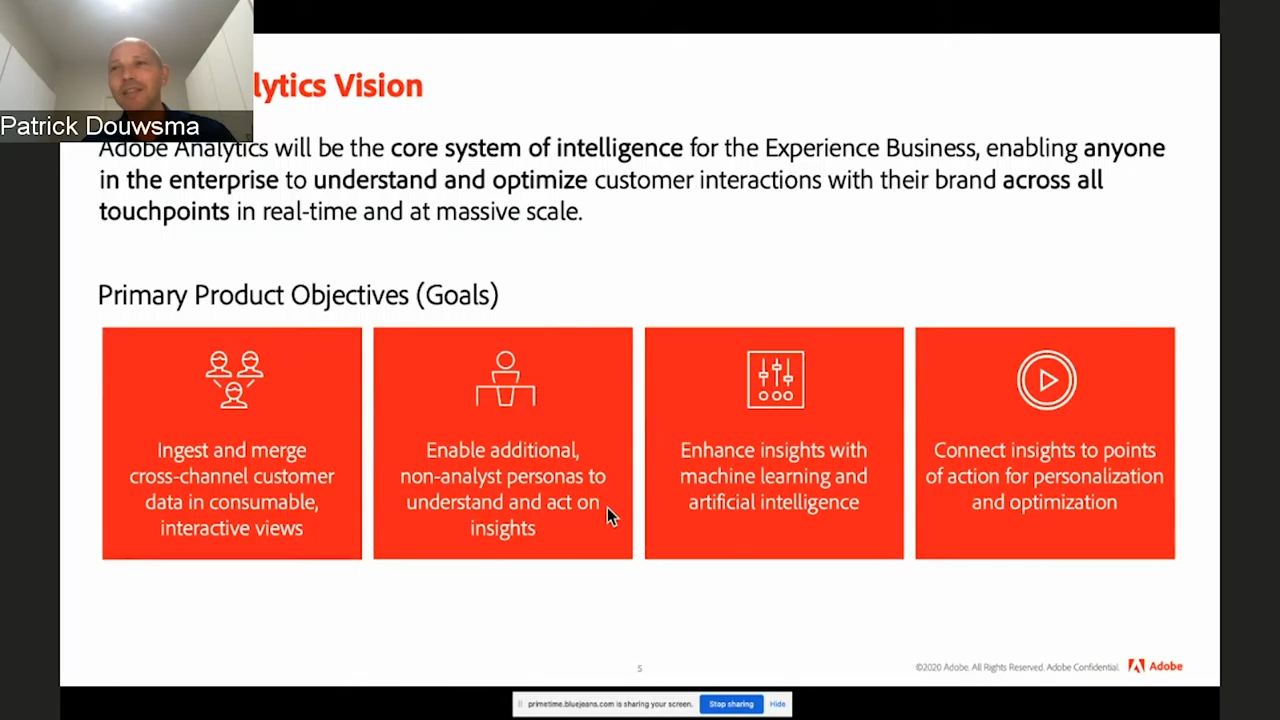 lytics Vision
Patrick Douwsma
Adobe Analytics will be the core system of intelligence for the Experience Business, enabling anyone
in the enterprise to understand and optimize customer interactions with their brand across all
touchpoints in real-time and at massive scale.
Primary Product Objectives (Goals)
Ingest and merge
cross-channel customer
data in consumable,
interactive views
Enable additional,
non-analyst personas to
understand and act on
insights
Enhance insights with
machine learning and
artificial intelligence
Connect insights to points
of action for personalization
and optimization
5
©2020 Adobe. All Rights Reserved. Adobe Confidential.
Adobe
primetime.bluejeans.com is sharing your screen.
Stop sharing
Hide